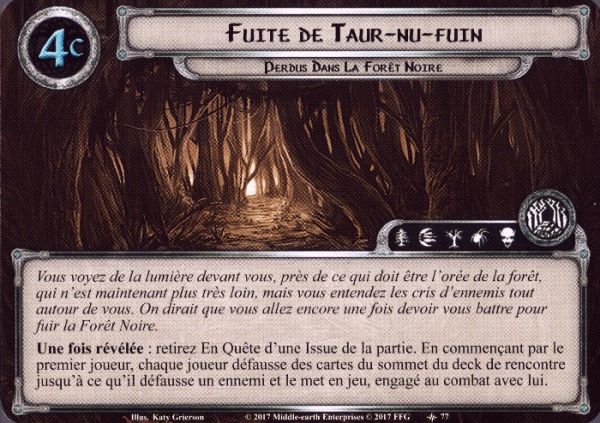 4C
Fuite de Taur-nu-fuin
Perdus Dans La Forêt Noire
Vous voyez de la lumière devant vous, près de ce qui doit être l'orée de la forêt,
qui n'est maintenant plus très loin, mais vous entendez les cris d'ennemis tout
autour de vous. On dirait que vous allez encore une fois devoir vous battre pour
fuir la Forêt Noire.
Une fois révélée : retirez En Quête d'une Issue de la partie. En commençant par le
premier joueur, chaque joueur défausse des cartes du sommet du deck de rencontre
jusqu'à ce qu'il défausse un ennemi et le met en jeu, engagé au combat avec lui.
Illus. Katy Grierson © 2017 Middle-earth Enterprises © 2017 FFG 77